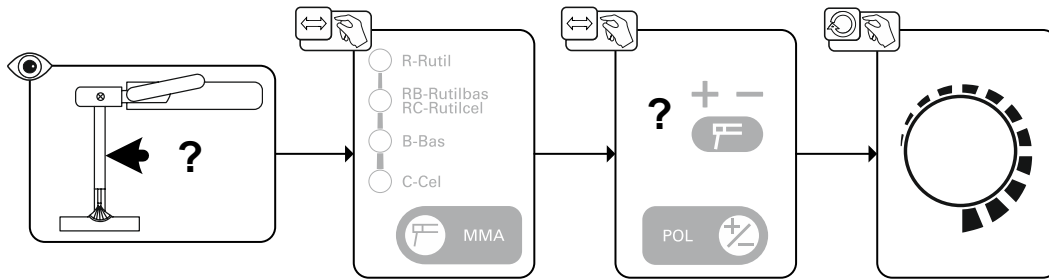 ?
R-Rutil
RB-Rutilbas
RC-Rutilcel
B-Bas
C-Cel
MMA
?
+ −
POL
+/−